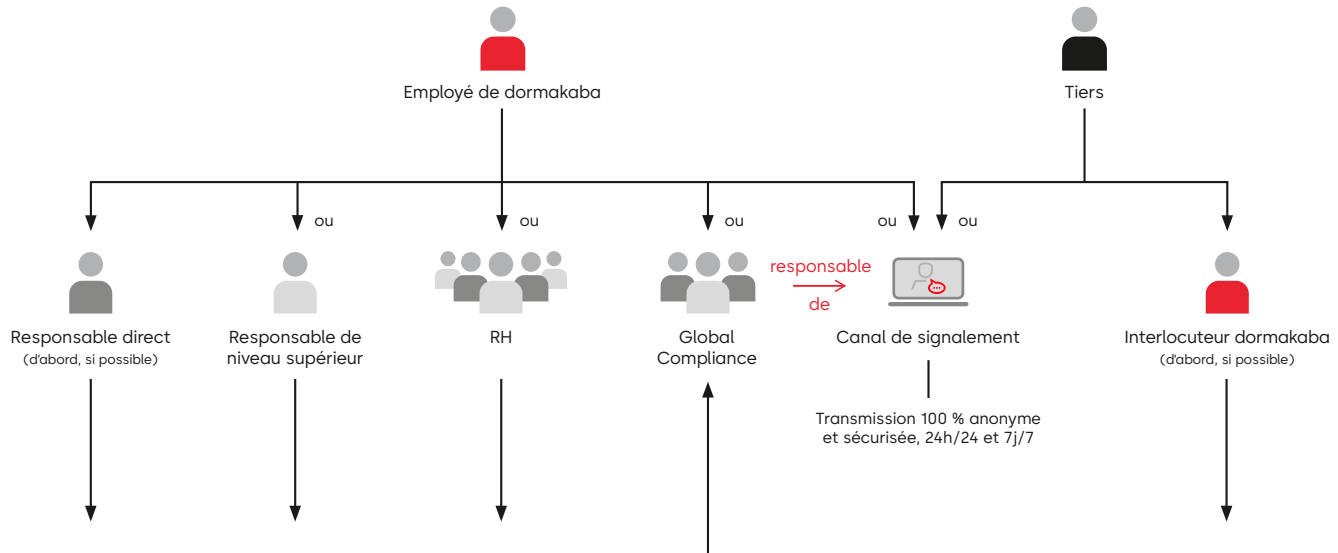 Employé de dormakaba
Tiers
ou
ou
ou
ou
ou
responsable
de
Responsable direct
(d'abord, si possible)
Responsable de
niveau supérieur
RH
Global
Compliance
Canal de signalement
Interlocuteur dormakaba
(d'abord, si possible)
Transmission 100 % anonyme
et sécurisée, 24h/24 et 7j/7